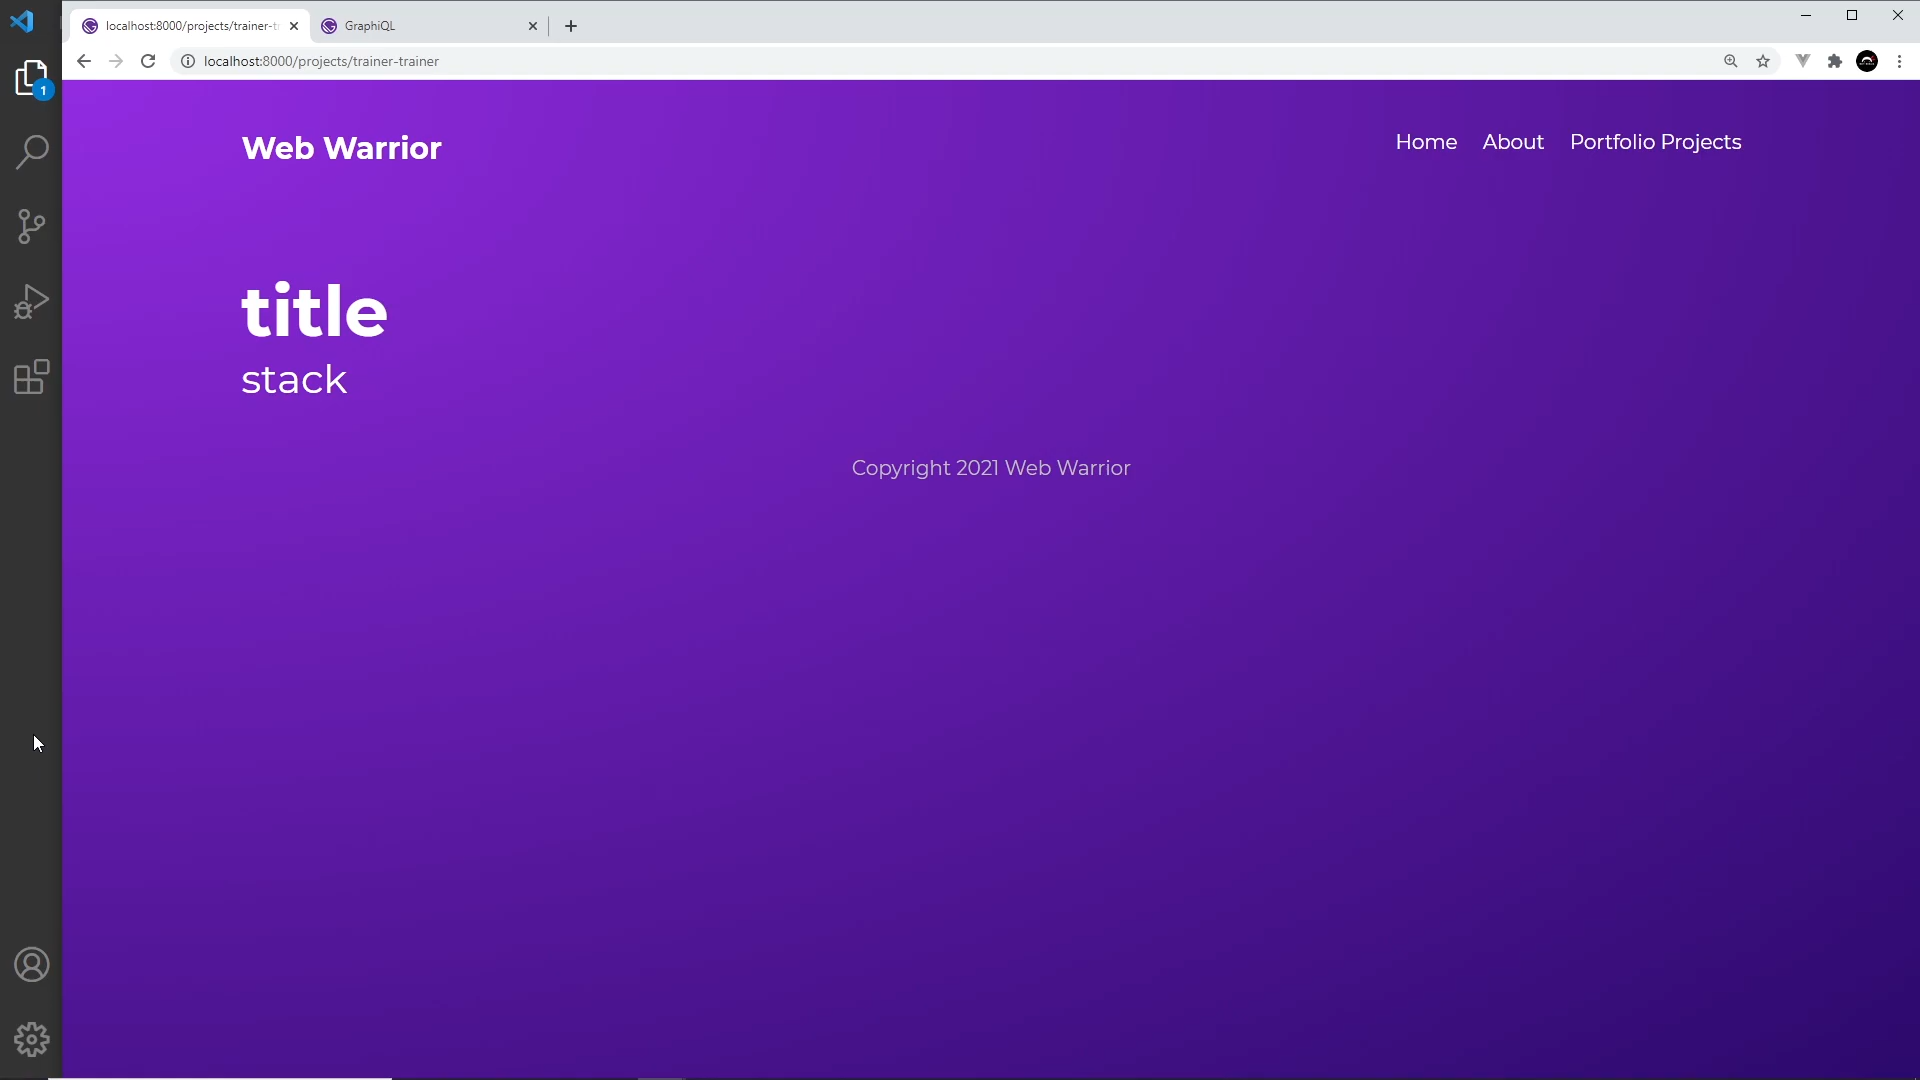 localhost:8000/projects/trainer-t
GraphiQL
localhost:8000/projects/trainer-trainer
1
Web Warrior
Home About Portfolio Projects
title
stack
Copyright 2021 Web Warrior